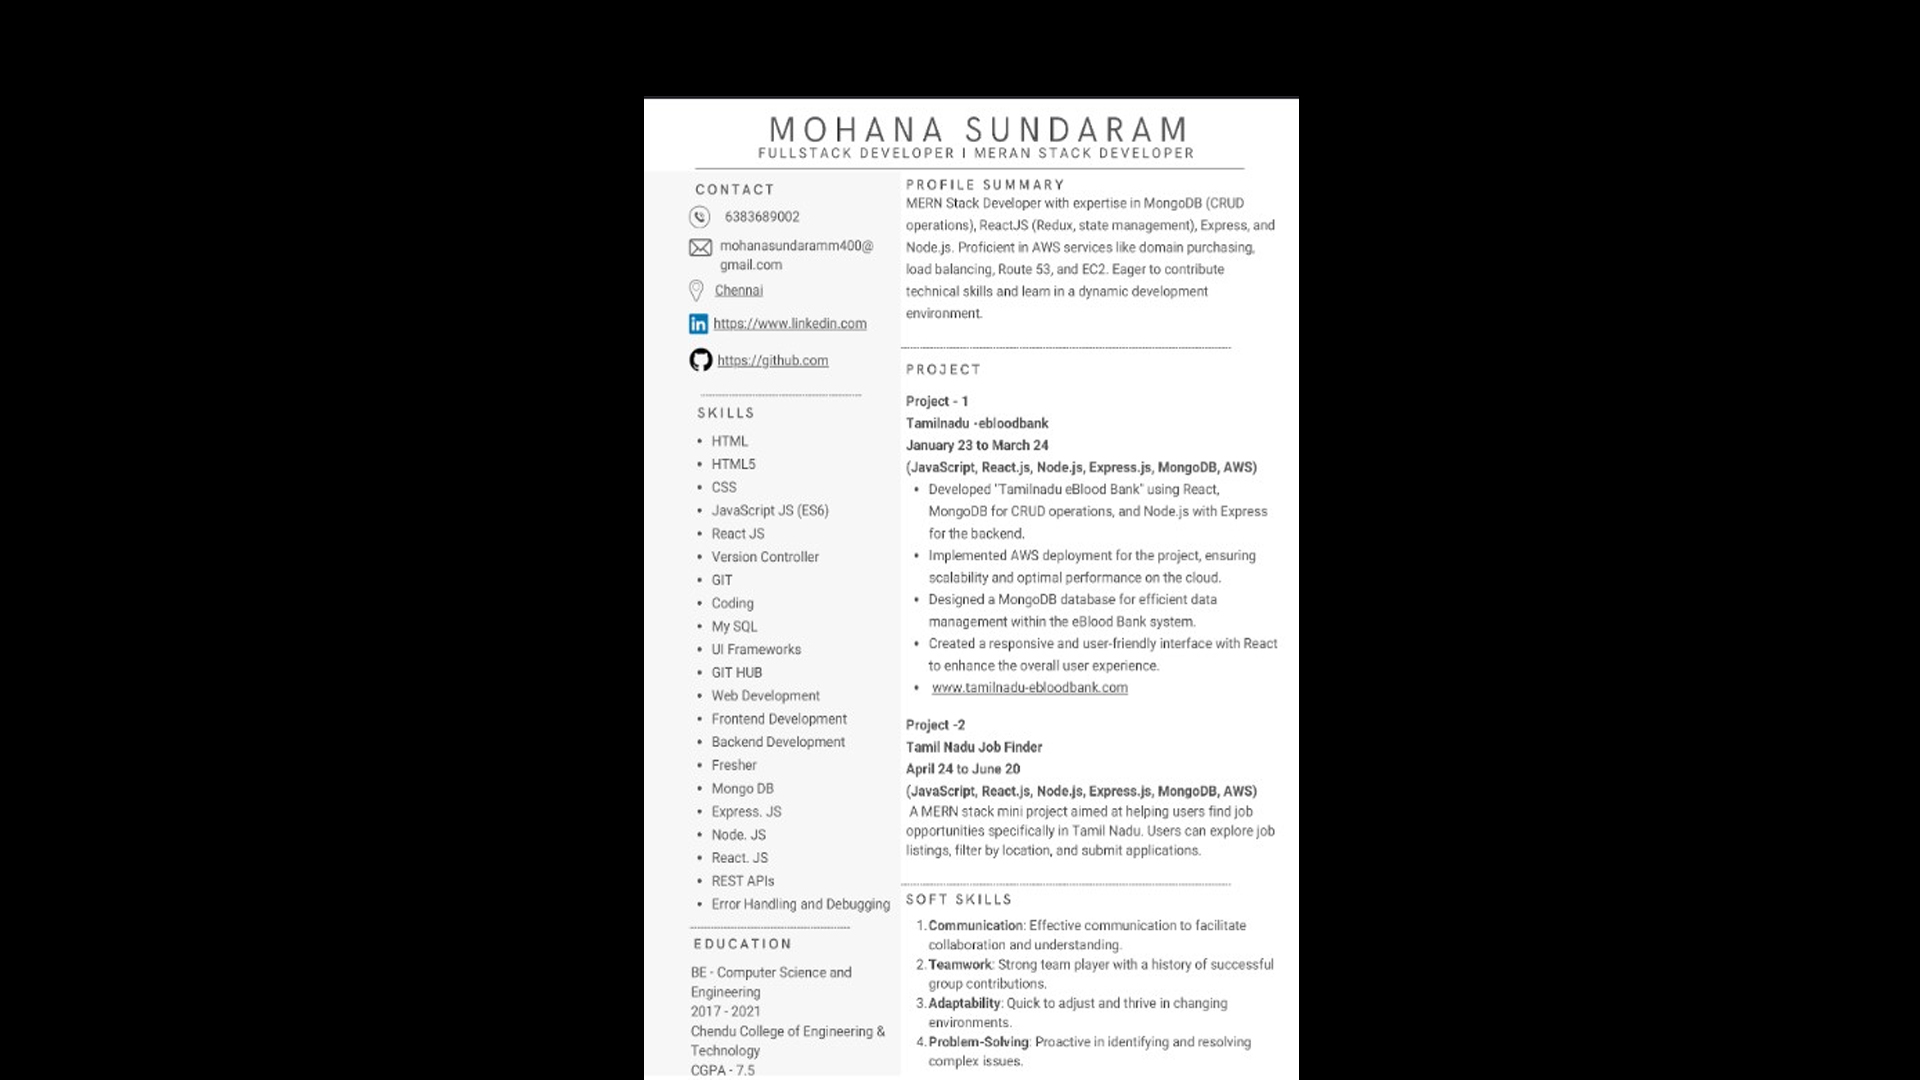 MOHANA SUNDARAM
FULLSTACK DEVELOPER I MERAN STACK DEVELOPER
CONTACT
6383689002
mohanasundaramm400@
gmail.com
Chennai
https://www.linkedin.com
https://github.com
SKILLS
• HTML
• HTML5
• CSS
• JavaScript JS (ES6)
• React JS
• Version Controller
• GIT
• Coding
• My SQL
• UI Frameworks
• GIT HUB
• Web Development
• Frontend Development
• Backend Development
• Fresher
• Mongo DB
• Express. JS
• Node. JS
• React. JS
• REST APIs
• Error Handling and Debugging
EDUCATION
BE - Computer Science and
Engineering
2017 - 2021
Chendu College of Engineering &
Technology
CGPA - 7.5
PROFILE SUMMARY
MERN Stack Developer with expertise in MongoDB (CRUD
operations), ReactJS (Redux, state management), Express, and
Node.js. Proficient in AWS services like domain purchasing,
load balancing, Route 53, and EC2. Eager to contribute
technical skills and learn in a dynamic development
environment.
PROJECT
Project - 1
Tamilnadu -ebloodbank
January 23 to March 24
(JavaScript, React.js, Node.js, Express.js, MongoDB, AWS)
• Developed "Tamilnadu eBlood Bank" using React,
MongoDB for CRUD operations, and Node.js with Express
for the backend.
• Implemented AWS deployment for the project, ensuring
scalability and optimal performance on the cloud.
• Designed a MongoDB database for efficient data
management within the eBlood Bank system.
• Created a responsive and user-friendly interface with React
to enhance the overall user experience.
• www.tamilnadu-ebloodbank.com
Project -2
Tamil Nadu Job Finder
April 24 to June 20
(JavaScript, React.js, Node.js, Express.js, MongoDB, AWS)
A MERN stack mini project aimed at helping users find job
opportunities specifically in Tamil Nadu. Users can explore job
listings, filter by location, and submit applications.
SOFT SKILLS
1. Communication: Effective communication to facilitate
collaboration and understanding.
2. Teamwork: Strong team player with a history of successful
group contributions.
3. Adaptability: Quick to adjust and thrive in changing
environments.
4. Problem-Solving: Proactive in identifying and resolving
complex issues.